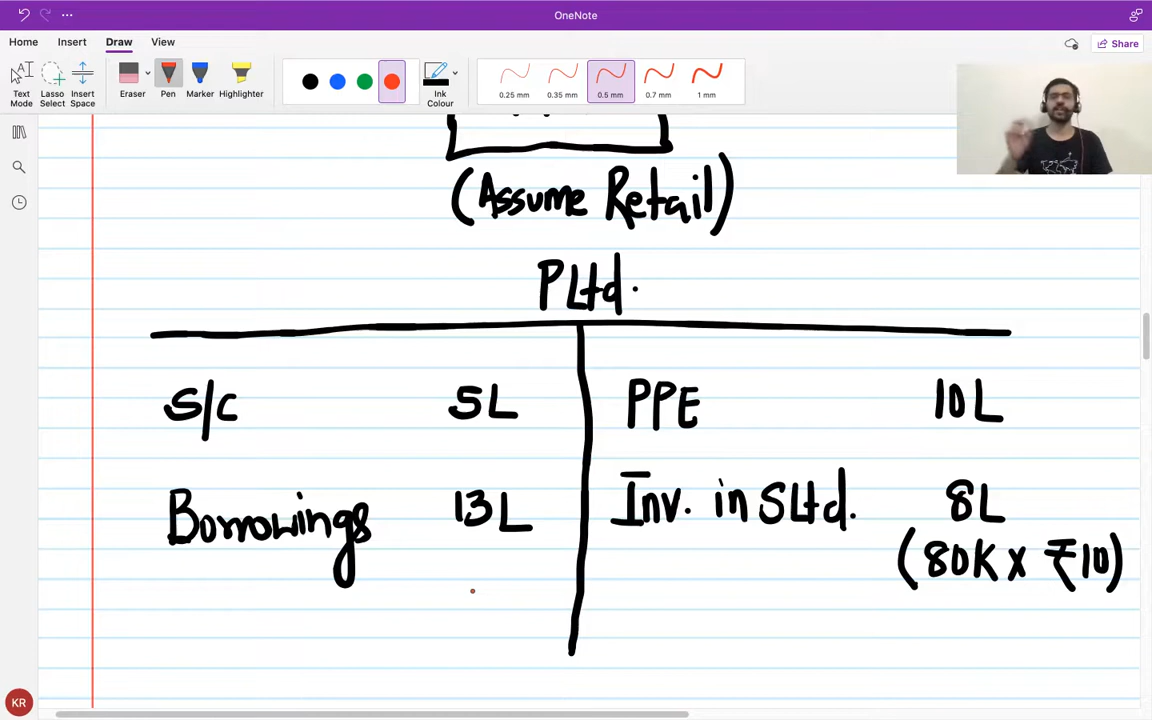 OneNote
Home Insert Draw View
Share
Text Mode
Lasso Select
Insert Space
Eraser
Pen
Marker
Highlighter
Ink Colour
0.25 mm
0.35 mm
0.5 mm
0.7 mm
1 mm
(Assume Retail)
P Ltd.
S/C 5L PPE 10L
Borrowings 13L Inv. in S Ltd. 8L
(80K x ₹10)
KR